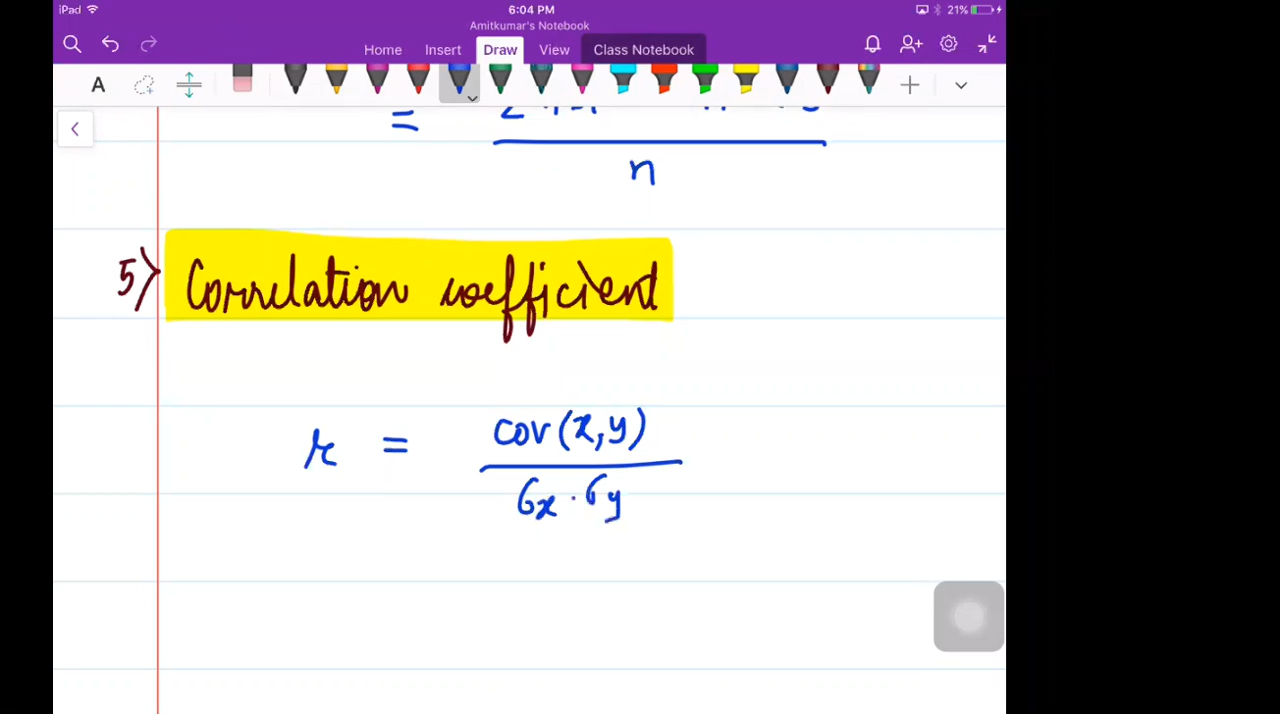 iPad 6:04 PM 21%
Amitkumar's Notebook
Home Insert Draw View Class Notebook
A
=
n
5) Correlation coefficient
r = cov(x,y)
σx · σy